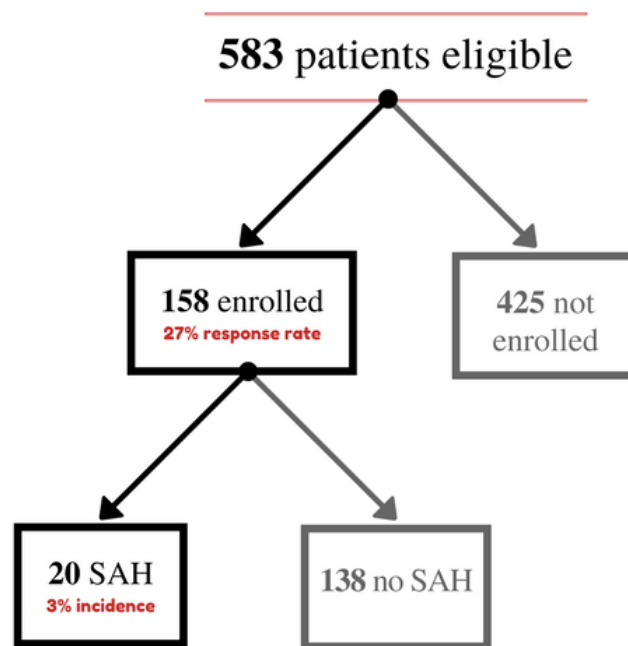 583 patients eligible
158 enrolled
27% response rate
425 not
enrolled
20 SAH
3% incidence
138 no SAH